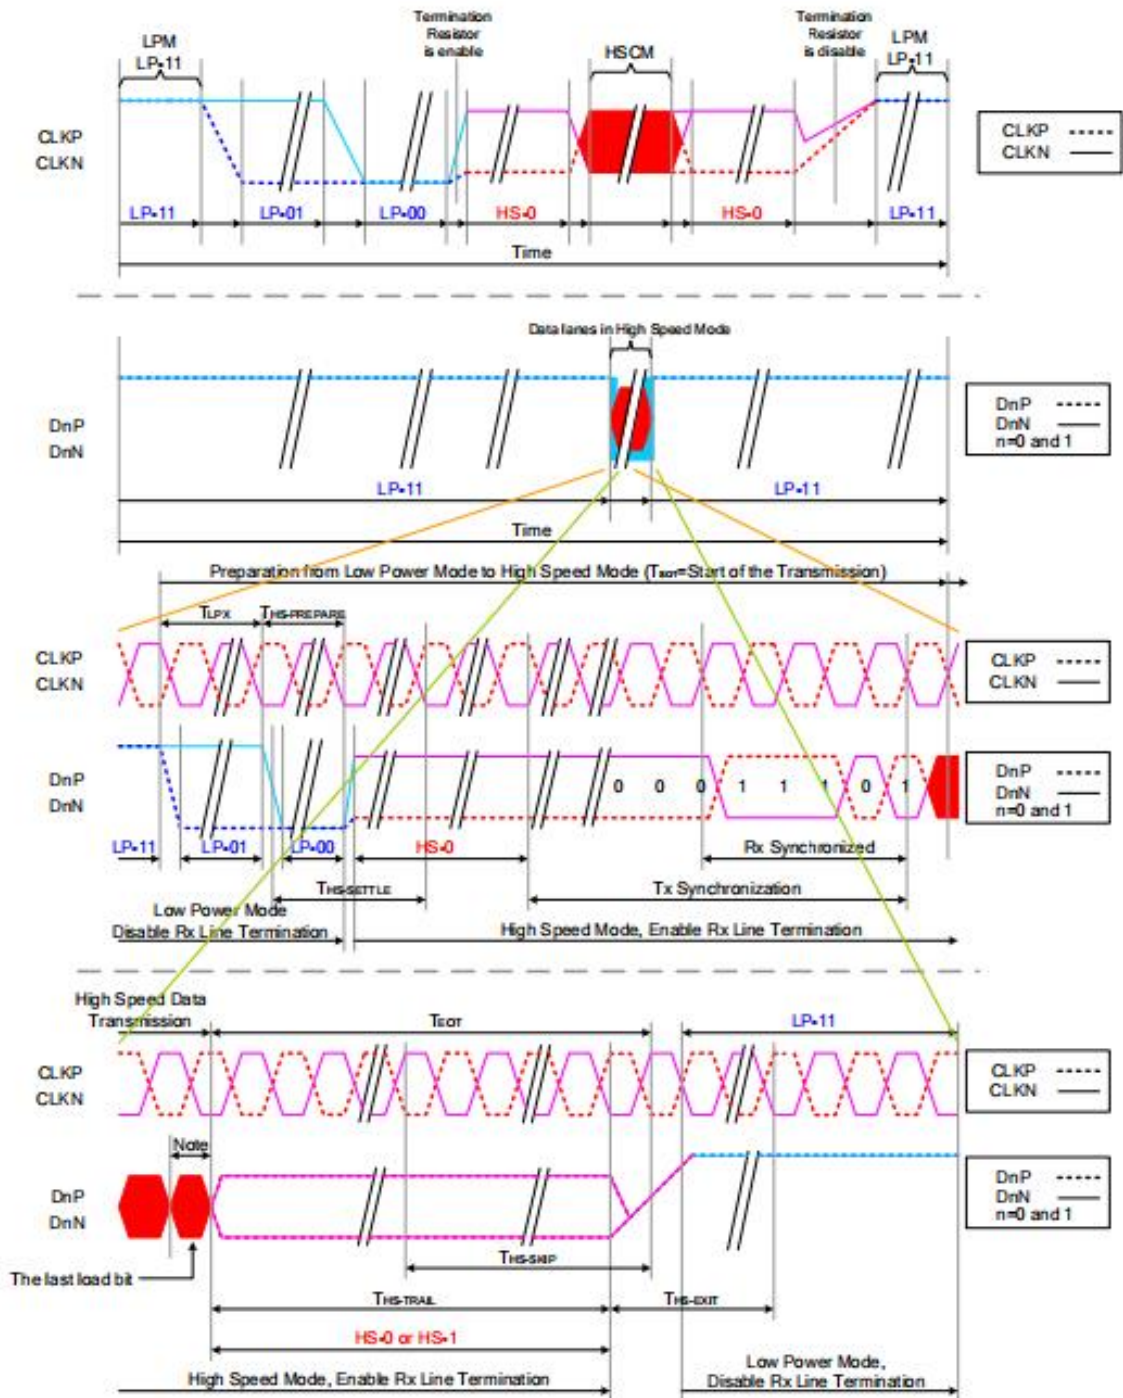 Termination
Resistor
is enable
Termination
Resistor
is disable
LPM
LP-11
HSCM
LPM
LP-11
CLKP
CLKN
CLKP
CLKN
LP-11
LP-01
LP-00
HS-0
HS-0
LP-11
Time
Data lanes in High Speed Mode
DnP
DnN
DnP
DnN
n=0 and 1
LP-11
LP-11
Time
Preparation from Low Power Mode to High Speed Mode (TSOT=Start of the Transmission)
TLPX
THS-PREPARE
CLKP
CLKN
CLKP
CLKN
DnP
DnN
0 0 0 1 1 1 0 1
DnP
DnN
n=0 and 1
LP-11
LP-01
LP-00
HS-0
Rx Synchronized
THS-SETTLE
Tx Synchronization
Low Power Mode
Disable Rx Line Termination
High Speed Mode, Enable Rx Line Termination
High Speed Data
Transmission
TEOT
LP-11
CLKP
CLKN
CLKP
CLKN
Note
DnP
DnN
DnP
DnN
n=0 and 1
The last load bit
THS-SKIP
THS-TRAIL
THS-EXIT
HS-0 or HS-1
High Speed Mode, Enable Rx Line Termination
Low Power Mode,
Disable Rx Line Termination